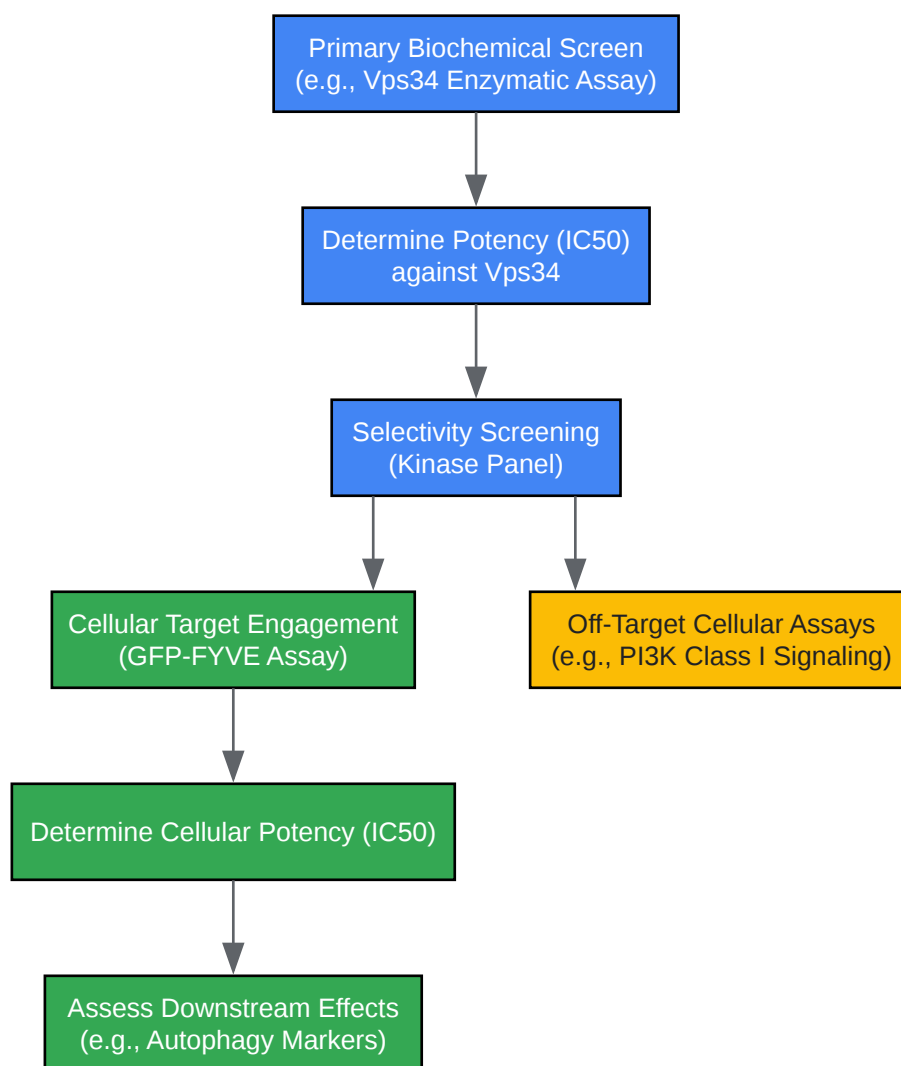 Primary Biochemical Screen
(e.g., Vps34 Enzymatic Assay)
Determine Potency (IC50)
against Vps34
Selectivity Screening
(Kinase Panel)
Cellular Target Engagement
(GFP-FYVE Assay)
Off-Target Cellular Assays
(e.g., PI3K Class I Signaling)
Determine Cellular Potency (IC50)
Assess Downstream Effects
(e.g., Autophagy Markers)